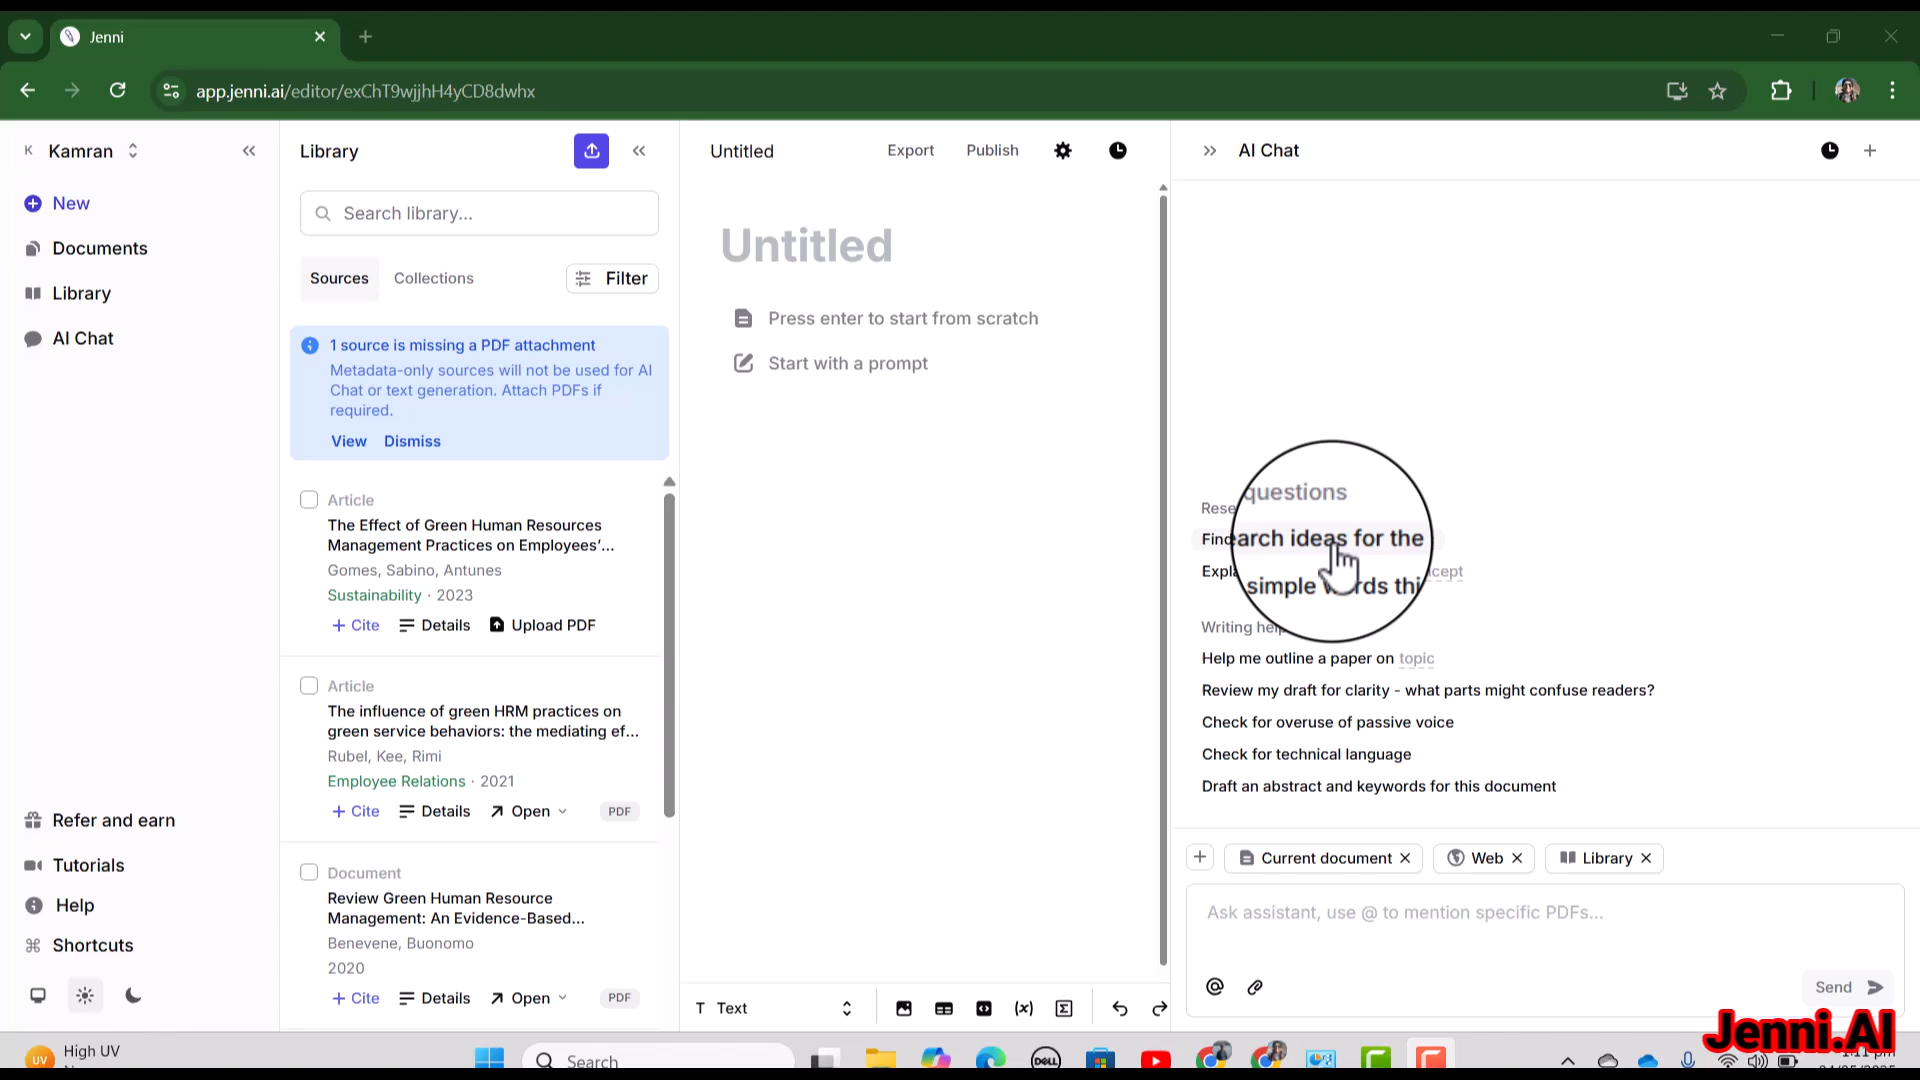 Jenni
app.jenni.ai/editor/exChT9wjjhH4yCD8dwhx
K Kamran
New
Documents
Library
AI Chat
Refer and earn
Tutorials
Help
Shortcuts
Library
Search library...
Sources Collections Filter
1 source is missing a PDF attachment
Metadata-only sources will not be used for AI
Chat or text generation. Attach PDFs if
required.
View Dismiss
Article
The Effect of Green Human Resources
Management Practices on Employees’...
Gomes, Sabino, Antunes
Sustainability · 2023
+ Cite Details Upload PDF
Article
The influence of green HRM practices on
green service behaviors: the mediating ef...
Rubel, Kee, Rimi
Employee Relations · 2021
+ Cite Details Open PDF
Document
Review Green Human Resource
Management: An Evidence-Based...
Benevene, Buonomo
2020
+ Cite Details Open PDF
Untitled Export Publish
Untitled
Press enter to start from scratch
Start with a prompt
T Text
AI Chat
questions
arch ideas for the
simple words thi
Writing help
Help me outline a paper on topic
Review my draft for clarity - what parts might confuse readers?
Check for overuse of passive voice
Check for technical language
Draft an abstract and keywords for this document
Current document Web Library
Ask assistant, use @ to mention specific PDFs...
Send
Jenni.AI
UV High UV
Search
DELL
1:11 pm